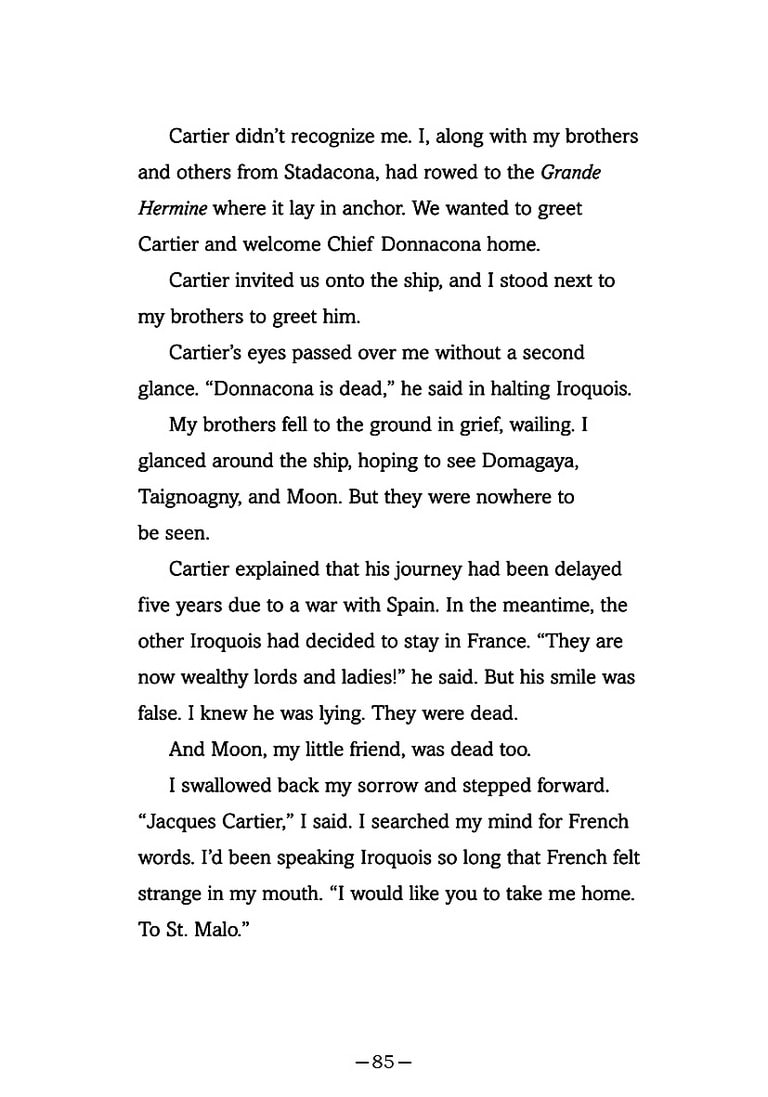 Cartier didn’t recognize me. I, along with my brothers
and others from Stadacona, had rowed to the Grande
Hermine where it lay in anchor. We wanted to greet
Cartier and welcome Chief Donnacona home.
Cartier invited us onto the ship, and I stood next to
my brothers to greet him.
Cartier’s eyes passed over me without a second
glance. “Donnacona is dead,” he said in halting Iroquois.
My brothers fell to the ground in grief, wailing. I
glanced around the ship, hoping to see Domagaya,
Taignoagny, and Moon. But they were nowhere to
be seen.
Cartier explained that his journey had been delayed
five years due to a war with Spain. In the meantime, the
other Iroquois had decided to stay in France. “They are
now wealthy lords and ladies!” he said. But his smile was
false. I knew he was lying. They were dead.
And Moon, my little friend, was dead too.
I swallowed back my sorrow and stepped forward.
“Jacques Cartier,” I said. I searched my mind for French
words. I’d been speaking Iroquois so long that French felt
strange in my mouth. “I would like you to take me home.
To St. Malo.”
—85—